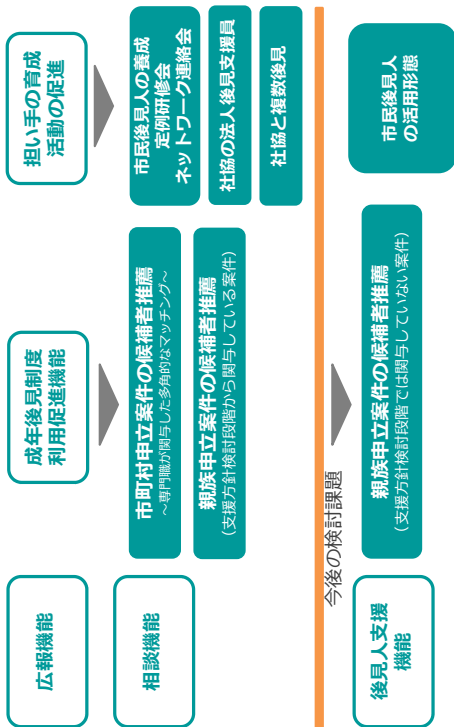 広報機能
成年後見制度
利用促進機能
担い手の育成
活動の促進
相談機能
市町村申立案件の候補者推薦
～専門職が関与した多角的なマッチング～
親族申立案件の候補者推薦
（支援方針検討段階から関与している案件）
市民後見人の養成
定例研修会
ネットワーク連絡会
社協の法人後見支援員
社協と複数後見
今後の検討課題
後見人支援
機能
親族申立案件の候補者推薦
（支援方針検討段階では関与していない案件）
市民後見人
の活用形態